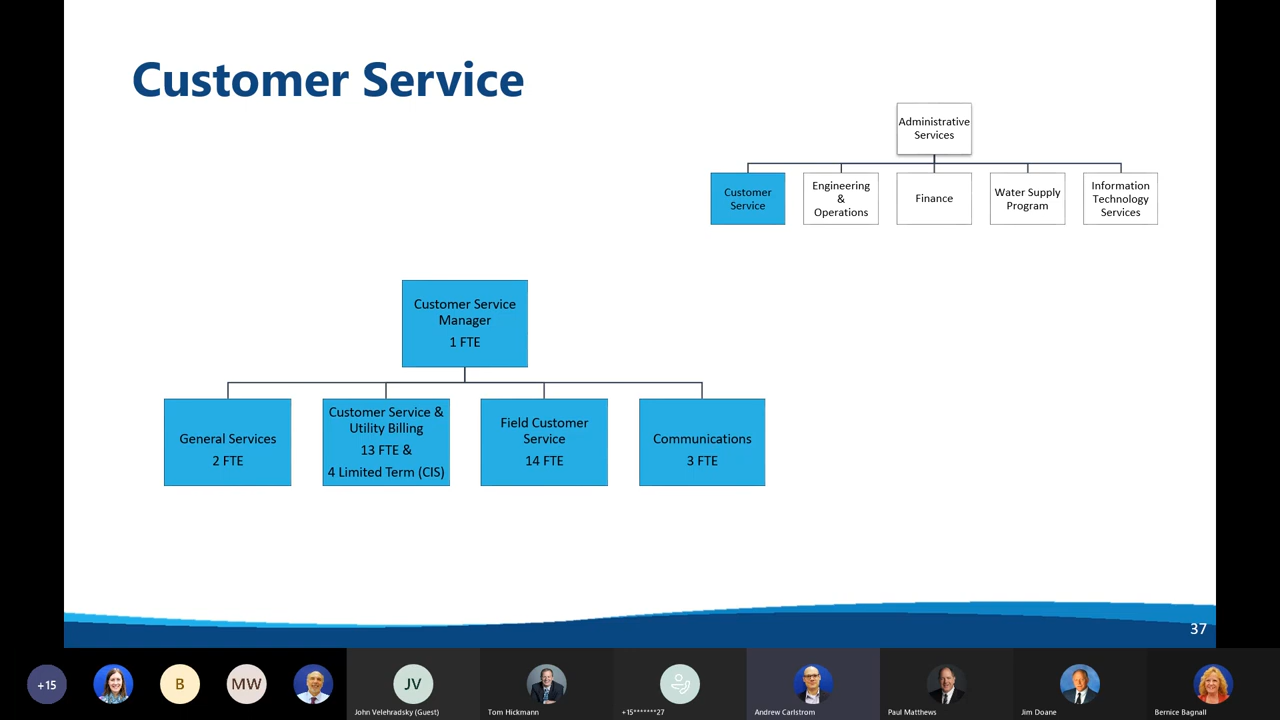 Customer Service
Administrative
Services
Customer
Service
Engineering
&
Operations
Finance
Water Supply
Program
Information
Technology
Services
Customer Service
Manager
1 FTE
General Services
2 FTE
Customer Service &
Utility Billing
13 FTE &
4 Limited Term (CIS)
Field Customer
Service
14 FTE
Communications
3 FTE
37
+15
B
MW
JV
John Velehradsky (Guest)
Tom Hickmann
+15*******27
Andrew Carlstrom
Paul Matthews
Jim Doane
Bernice Bagnall